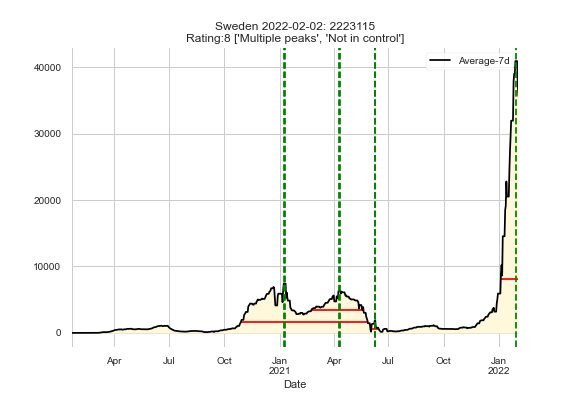 Sweden 2022-02-02: 2223115
Rating:8 ['Multiple peaks', 'Not in control']
Average-7d
40000
30000
20000
10000
0
Apr Jul Oct Jan Apr Jul Oct Jan
2021 2022
Date